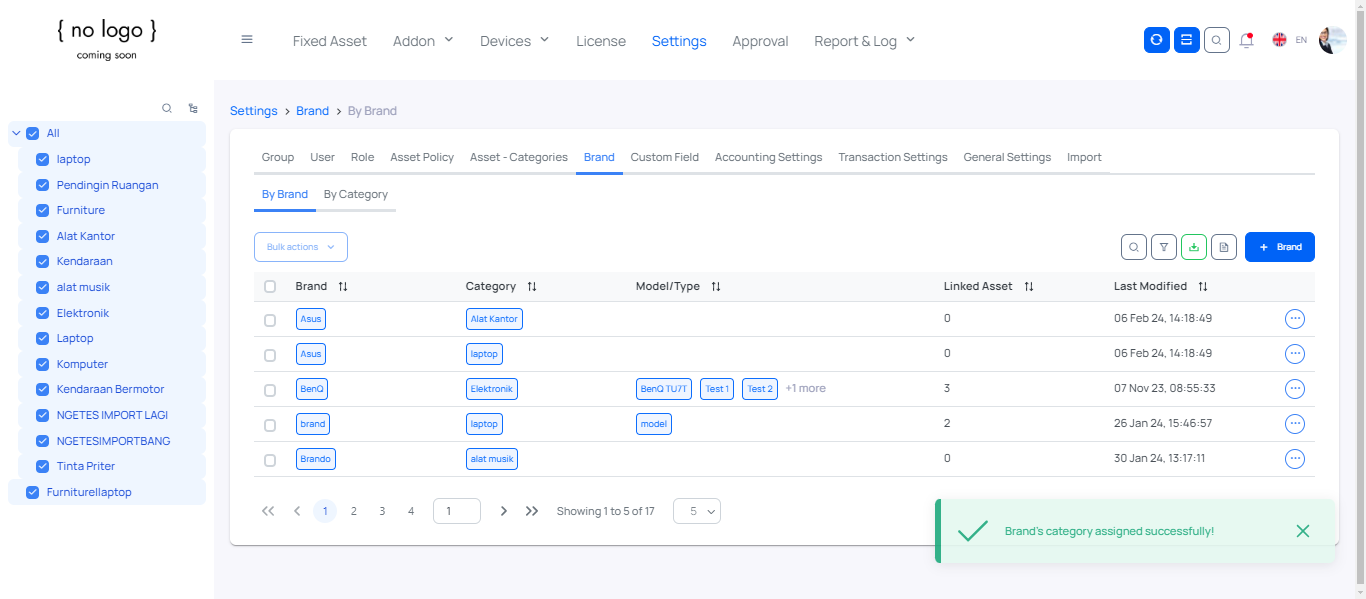 { no logo }
coming soon
Fixed Asset Addon Devices License Settings Approval Report & Log EN
All
laptop
Pendingin Ruangan
Furniture
Alat Kantor
Kendaraan
alat musik
Elektronik
Laptop
Komputer
Kendaraan Bermotor
NGETES IMPORT LAGI
NGETESIMPORTBANG
Tinta Priter
Furniturellaptop
Settings > Brand > By Brand
Group User Role Asset Policy Asset - Categories Brand Custom Field Accounting Settings Transaction Settings General Settings Import
By Brand By Category
Bulk actions + Brand
Brand Category Model/Type Linked Asset Last Modified
Asus Alat Kantor 0 06 Feb 24, 14:18:49
Asus laptop 0 06 Feb 24, 14:18:49
BenQ Elektronik BenQ TU7T Test 1 Test 2 +1 more 3 07 Nov 23, 08:55:33
brand laptop model 2 26 Jan 24, 15:46:57
Brando alat musik 0 30 Jan 24, 13:17:11
1 2 3 4 1 Showing 1 to 5 of 17 5
Brand's category assigned successfully!